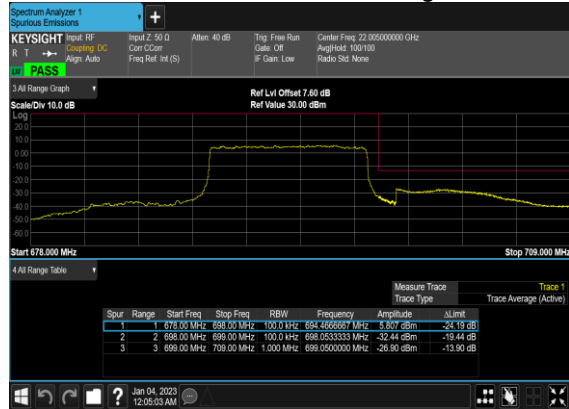 Spectrum Analyzer 1
Spurious Emissions
KEYSIGHT Input: RF Input Z: 50 Ω Atten: 40 dB Trig: Free Run Center Freq: 22.005000000 GHz
R T Coupling: DC Corr CCorr Gate: Off Avg|Hold: 100/100
Align: Auto Freq Ref: Int (S) IF Gain: Low Radio Std: None
PASS
3 All Range Graph Ref Lvl Offset 7.60 dB
Scale/Div 10.0 dB Ref Value 30.00 dBm
Log
20.0
10.0
0.00
-10.0
-20.0
-30.0
-40.0
-50.0
-60.0
Start 678.000 MHz Stop 709.000 MHz
4 All Range Table
Measure Trace Trace 1
Trace Type Trace Average (Active)
Spur Range Start Freq Stop Freq RBW Frequency Amplitude ΔLimit
1 1 678.00 MHz 698.00 MHz 100.0 kHz 694.4666667 MHz 5.807 dBm -24.19 dB
2 2 698.00 MHz 699.00 MHz 100.0 kHz 698.0533333 MHz -32.44 dBm -19.44 dB
3 3 699.00 MHz 709.00 MHz 1.000 MHz 699.0500000 MHz -26.90 dBm -13.90 dB
? Jan 04, 2023
12:05:03 AM